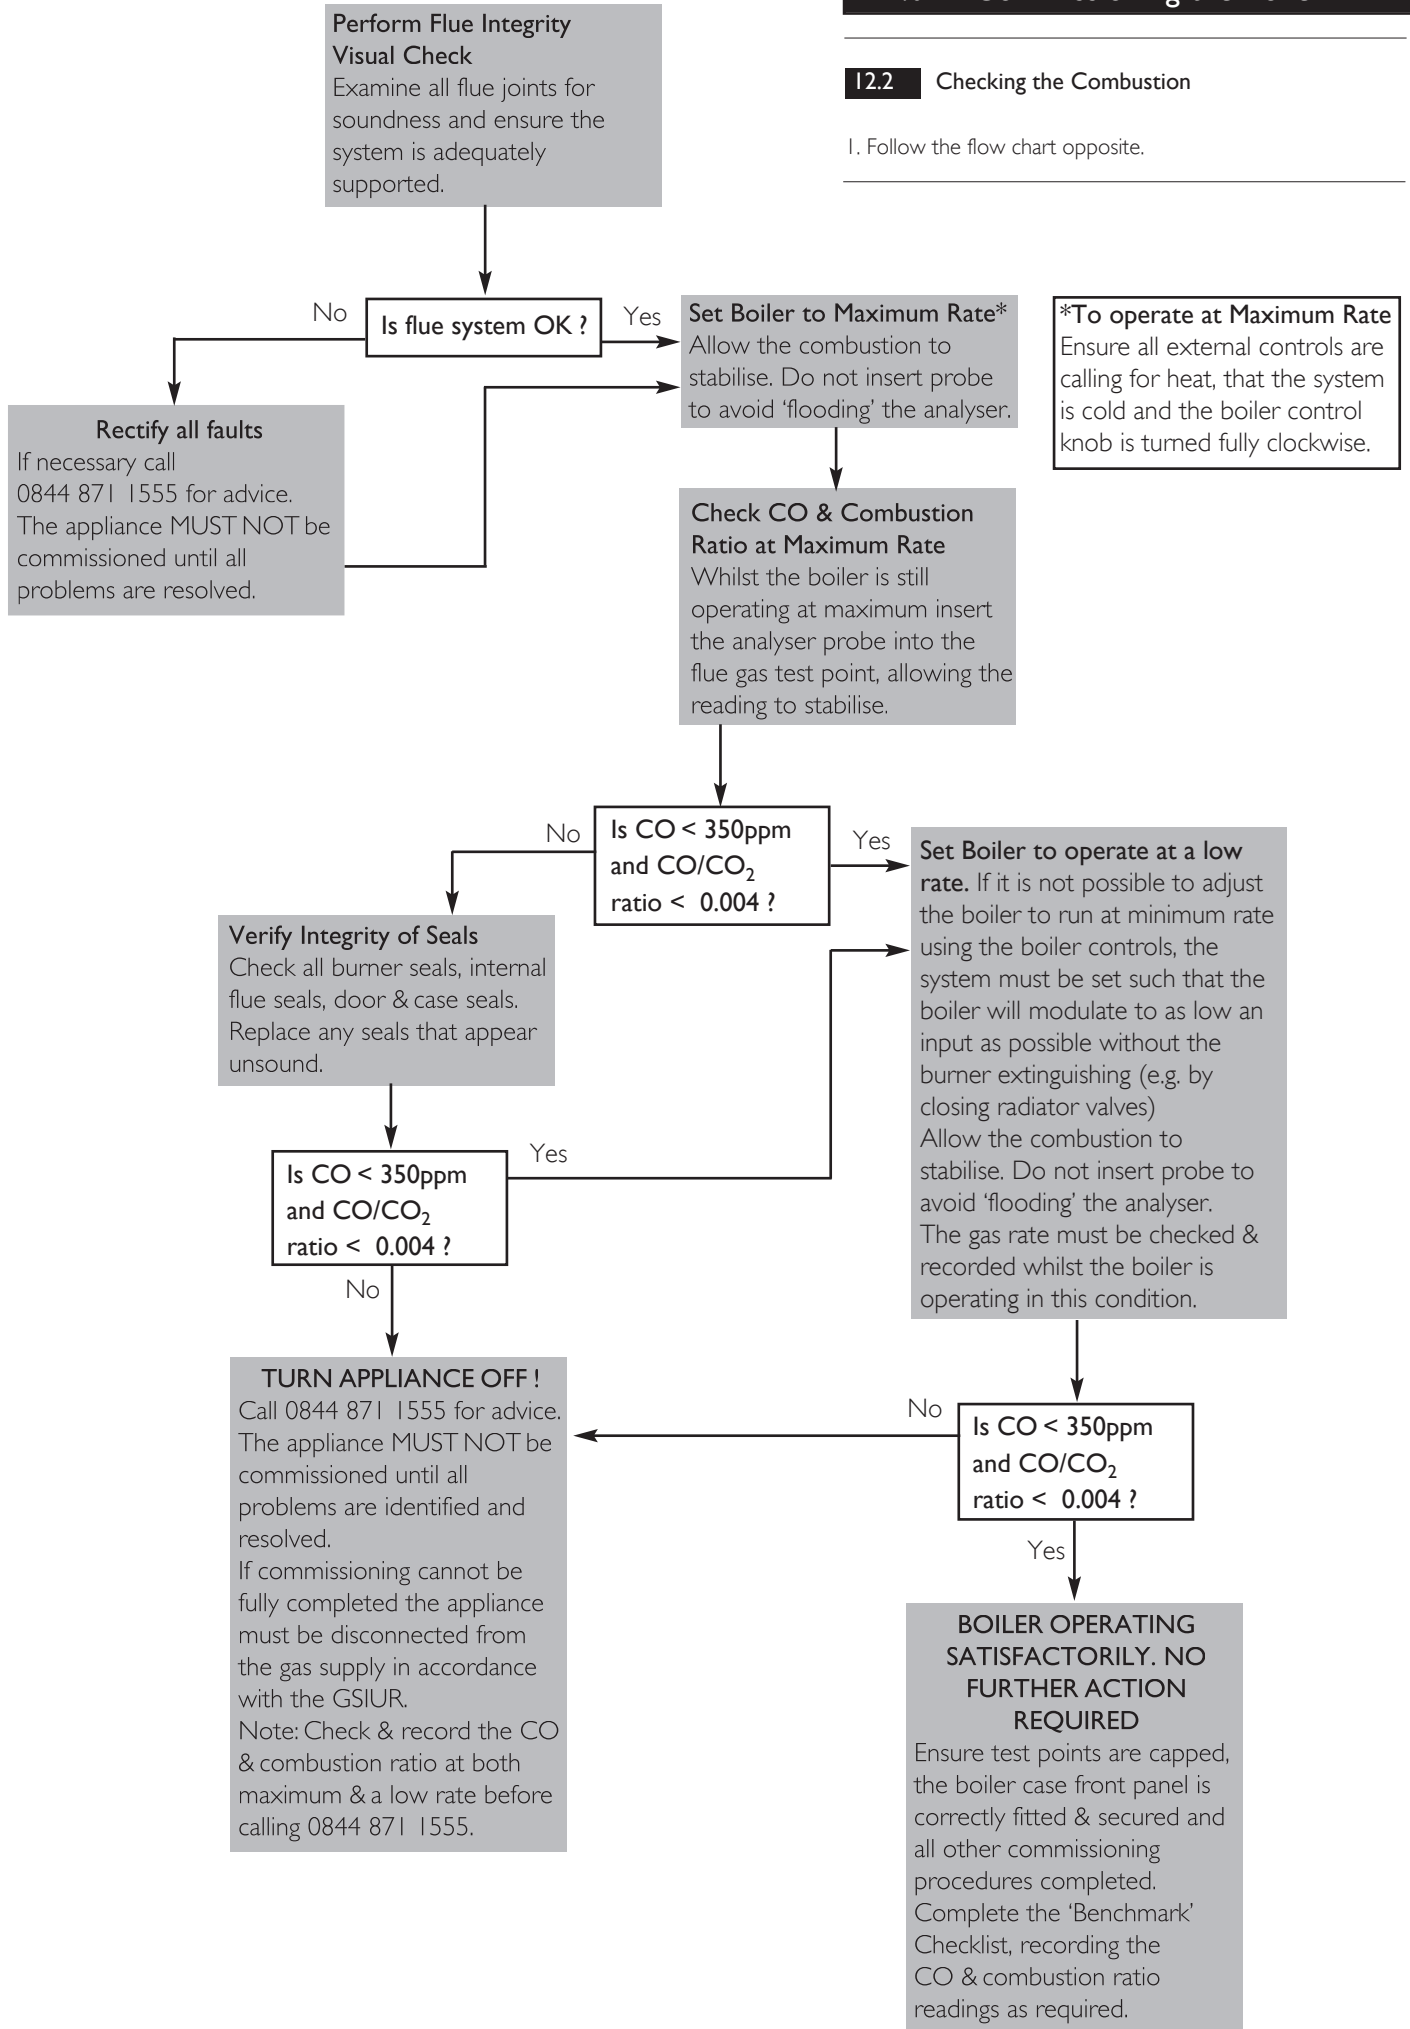 12.2 Checking the Combustion
1. Follow the flow chart opposite.
Perform Flue Integrity
Visual Check
Examine all flue joints for
soundness and ensure the
system is adequately
supported.
No
Is flue system OK ?
Yes
Set Boiler to Maximum Rate*
Allow the combustion to
stabilise. Do not insert probe
to avoid ‘flooding’ the analyser.
*To operate at Maximum Rate
Ensure all external controls are
calling for heat, that the system
is cold and the boiler control
knob is turned fully clockwise.
Rectify all faults
If necessary call
0844 871 1555 for advice.
The appliance MUST NOT be
commissioned until all
problems are resolved.
Check CO & Combustion
Ratio at Maximum Rate
Whilst the boiler is still
operating at maximum insert
the analyser probe into the
flue gas test point, allowing the
reading to stabilise.
No
Is CO < 350ppm
and CO/CO₂
ratio < 0.004 ?
Yes
Set Boiler to operate at a low
rate. If it is not possible to adjust
the boiler to run at minimum rate
using the boiler controls, the
system must be set such that the
boiler will modulate to as low an
input as possible without the
burner extinguishing (e.g. by
closing radiator valves)
Allow the combustion to
stabilise. Do not insert probe to
avoid ‘flooding’ the analyser.
The gas rate must be checked &
recorded whilst the boiler is
operating in this condition.
Verify Integrity of Seals
Check all burner seals, internal
flue seals, door & case seals.
Replace any seals that appear
unsound.
Is CO < 350ppm
and CO/CO₂
ratio < 0.004 ?
Yes
No
TURN APPLIANCE OFF !
Call 0844 871 1555 for advice.
The appliance MUST NOT be
commissioned until all
problems are identified and
resolved.
If commissioning cannot be
fully completed the appliance
must be disconnected from
the gas supply in accordance
with the GSIUR.
Note: Check & record the CO
& combustion ratio at both
maximum & a low rate before
calling 0844 871 1555.
No
Is CO < 350ppm
and CO/CO₂
ratio < 0.004 ?
Yes
BOILER OPERATING
SATISFACTORILY. NO
FURTHER ACTION
REQUIRED
Ensure test points are capped,
the boiler case front panel is
correctly fitted & secured and
all other commissioning
procedures completed.
Complete the ‘Benchmark’
Checklist, recording the
CO & combustion ratio
readings as required.